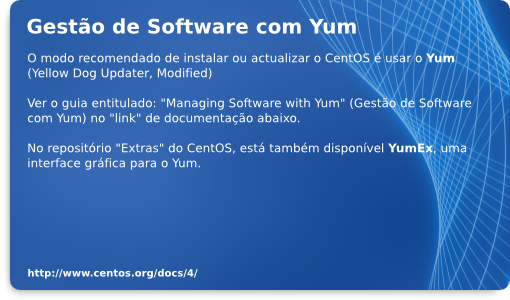 Gestão de Software com Yum
O modo recomendado de instalar ou actualizar o CentOS é usar o Yum
(Yellow Dog Updater, Modified)
Ver o guia entitulado: "Managing Software with Yum" (Gestão de Software
com Yum) no "link" de documentação abaixo.
No repositório "Extras" do CentOS, está também disponível YumEx, uma
interface gráfica para o Yum.
http://www.centos.org/docs/4/